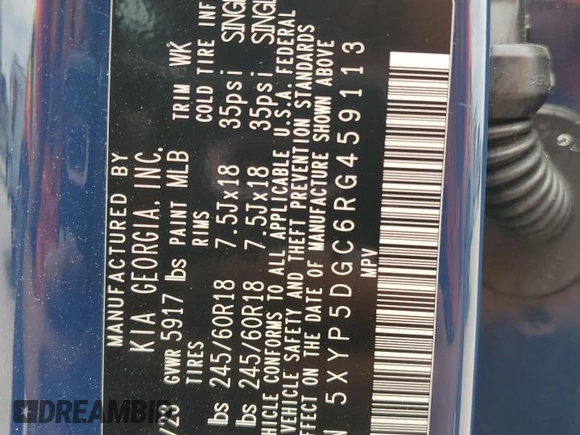 MANUFACTURED BY
KIA GEORGIA, INC.
/23 GVWR 5917 lbs PAINT MLB TRIM WK
TIRES RIMS COLD TIRE INF
lbs 245/60R18 7.5Jx18 35psi SINGL
lbs 245/60R18 7.5Jx18 35psi SINGL
HICLE CONFORMS TO ALL APPLICABLE U.S.A. FEDERAL
VEHICLE SAFETY AND THEFT PREVENTION STANDARDS
FFECT ON THE DATE OF MANUFACTURE SHOWN ABOVE
N 5XYP5DGC6RG459113
MPV
DREAMBIR